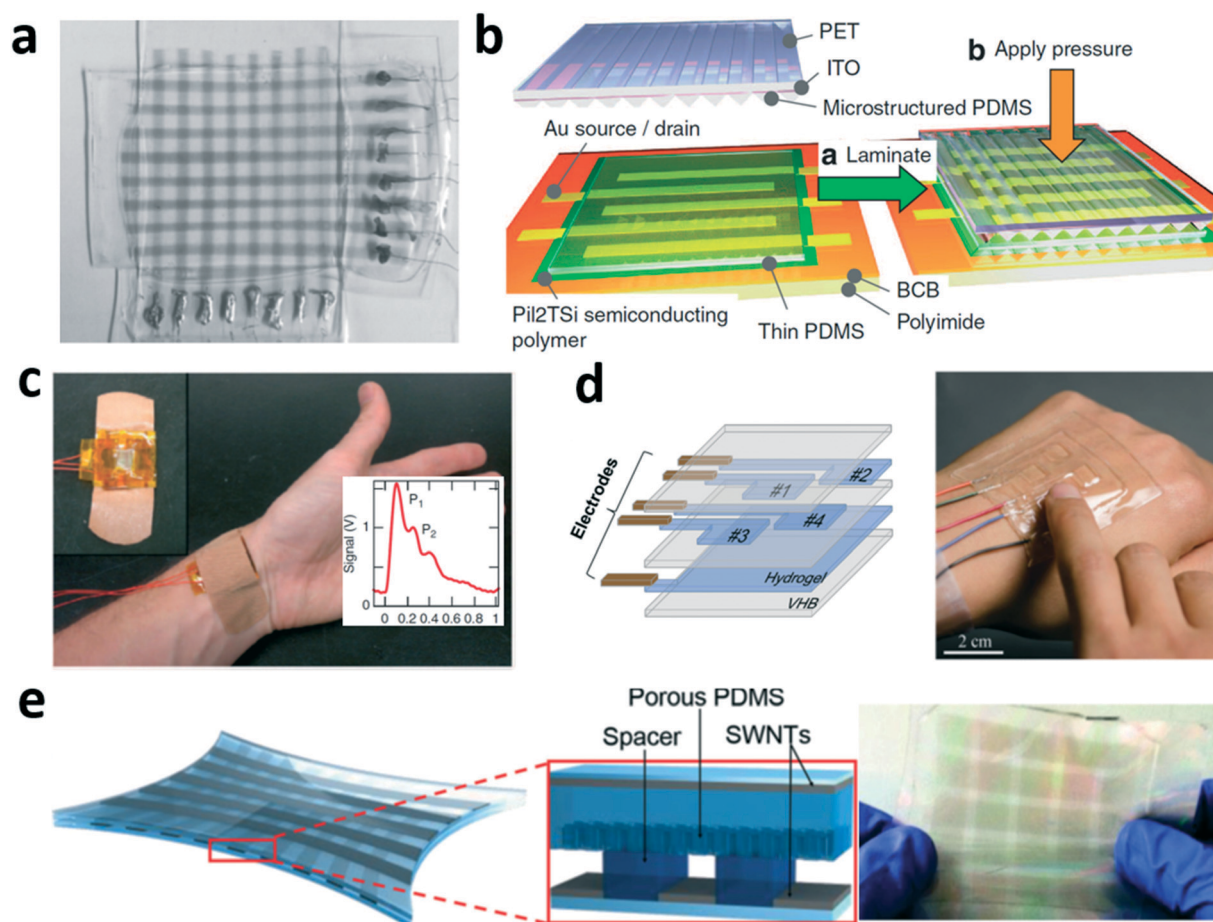 a
b
PET
ITO
Microstructured PDMS
Au source / drain
b
Apply pressure
a Laminate
PiI2TSi semiconducting
polymer
Thin PDMS
BCB
Polyimide
c
Signal (V)
1
0
P1
P2
0 0.2 0.4 0.6 0.8 1
d
Electrodes
#2
#1
#4
#3
Hydrogel
VHB
2 cm
e
Porous PDMS
Spacer
SWNTs